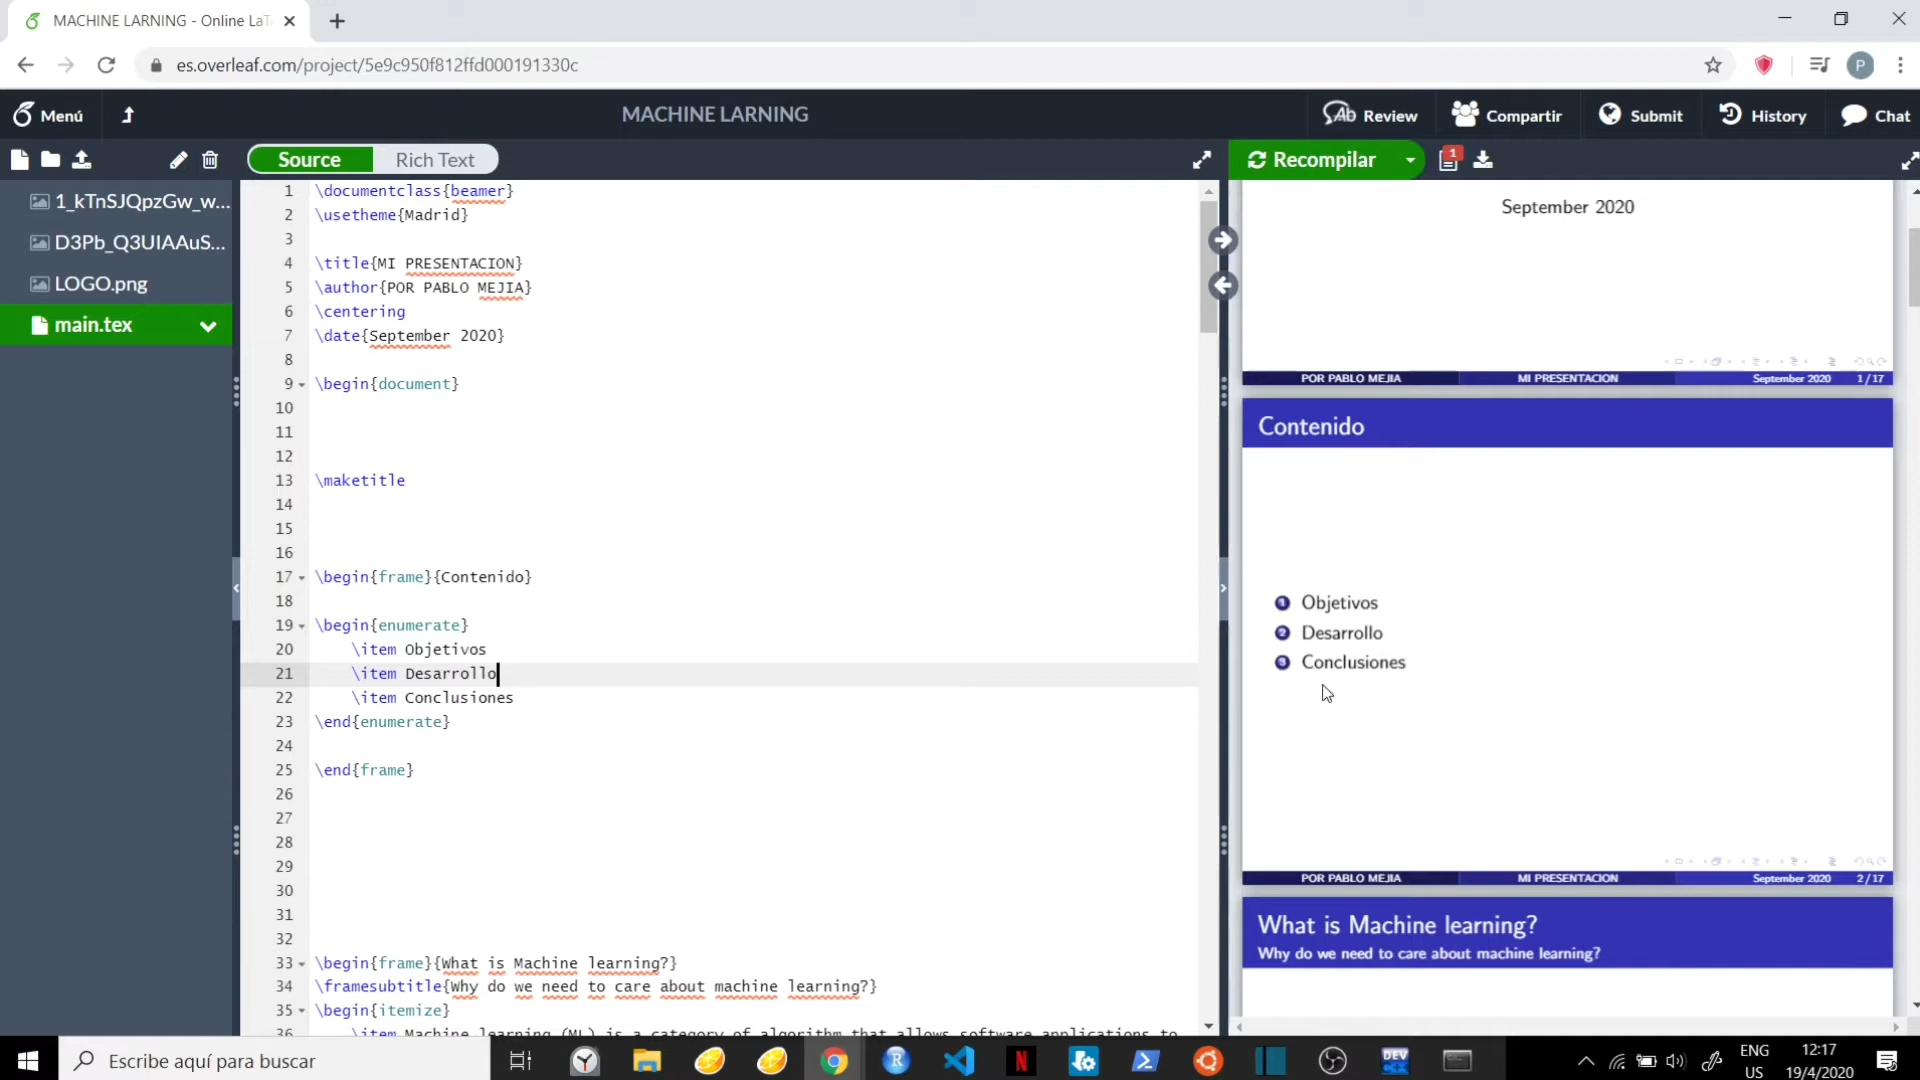 MACHINE LARNING - Online LaT
es.overleaf.com/project/5e9c950f812ffd000191330c
Menú
MACHINE LARNING
Review
Compartir
Submit
History
Chat
Source
Rich Text
Recompilar
1
1_kTnSJQpzGw_w...
D3Pb_Q3UIAAuS...
LOGO.png
main.tex
1 \documentclass{beamer}
2 \usetheme{Madrid}
3
4 \title{MI PRESENTACION}
5 \author{POR PABLO MEJIA}
6 \centering
7 \date{September 2020}
8
9 \begin{document}
10
11
12
13 \maketitle
14
15
16
17 \begin{frame}{Contenido}
18
19 \begin{enumerate}
20 \item Objetivos
21 \item Desarrollo
22 \item Conclusiones
23 \end{enumerate}
24
25 \end{frame}
26
27
28
29
30
31
32
33 \begin{frame}{What is Machine learning?}
34 \framesubtitle{Why do we need to care about machine learning?}
35 \begin{itemize}
36 \item Machine learning (ML) is a category of algorithm that allows software applications to
September 2020
POR PABLO MEJIA MI PRESENTACION September 2020 1 / 17
Contenido
1 Objetivos
2 Desarrollo
3 Conclusiones
POR PABLO MEJIA MI PRESENTACION September 2020 2 / 17
What is Machine learning?
Why do we need to care about machine learning?
P
Escribe aquí para buscar
R
N
DEV
ENG
US
12:17
19/4/2020